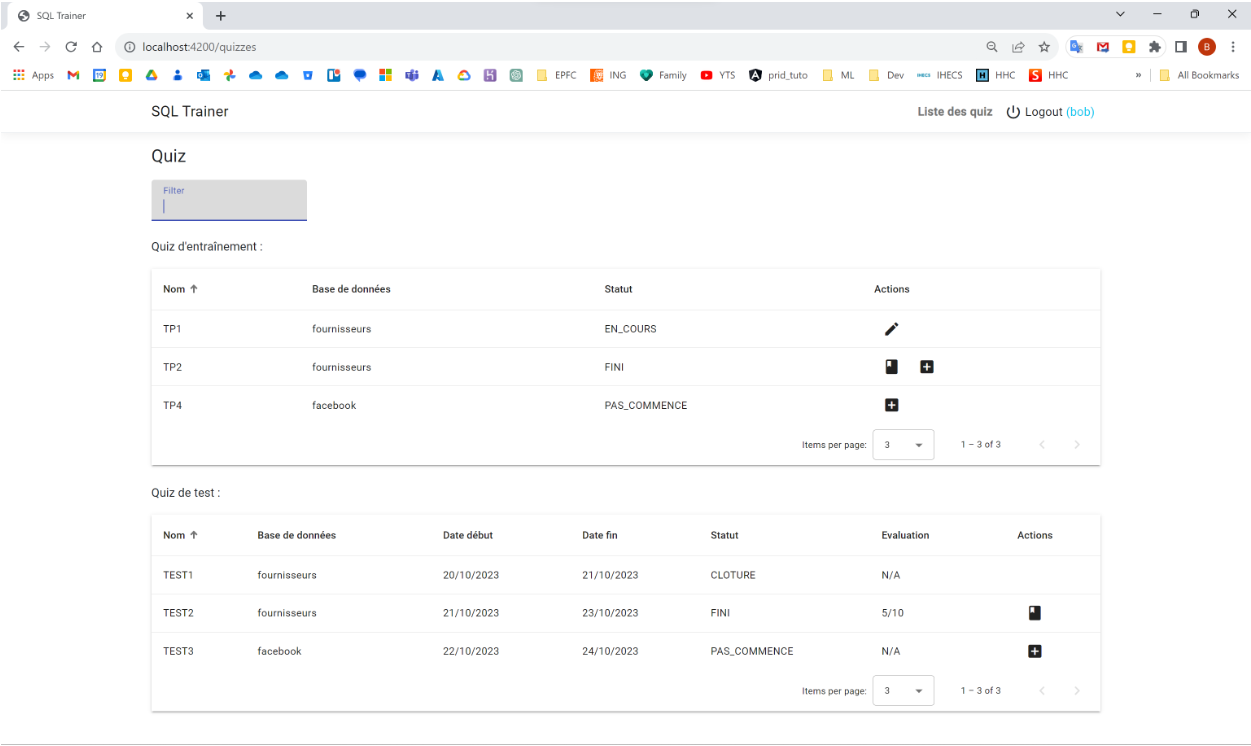 SQL Trainer
localhost:4200/quizzes
Apps EPFC ING Family YTS prid_tuto ML Dev IHECS HHC HHC » All Bookmarks
SQL Trainer Liste des quiz Logout (bob)
Quiz
Filter
Quiz d'entraînement :
Nom Base de données Statut Actions
TP1 fournisseurs EN_COURS
TP2 fournisseurs FINI
TP4 facebook PAS_COMMENCE
Items per page: 3 1 – 3 of 3
Quiz de test :
Nom Base de données Date début Date fin Statut Evaluation Actions
TEST1 fournisseurs 20/10/2023 21/10/2023 CLOTURE N/A
TEST2 fournisseurs 21/10/2023 23/10/2023 FINI 5/10
TEST3 facebook 22/10/2023 24/10/2023 PAS_COMMENCE N/A
Items per page: 3 1 – 3 of 3